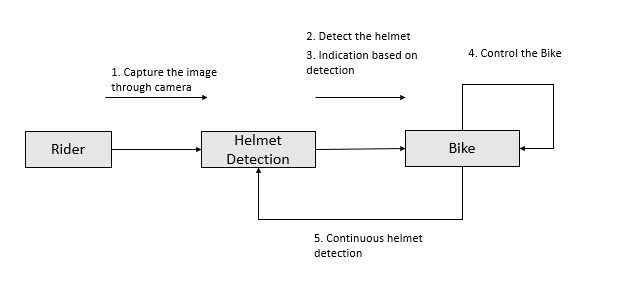 2. Detect the helmet
3. Indication based on
detection
4. Control the Bike
1. Capture the image
through camera
Rider
Helmet
Detection
Bike
5. Continuous helmet
detection